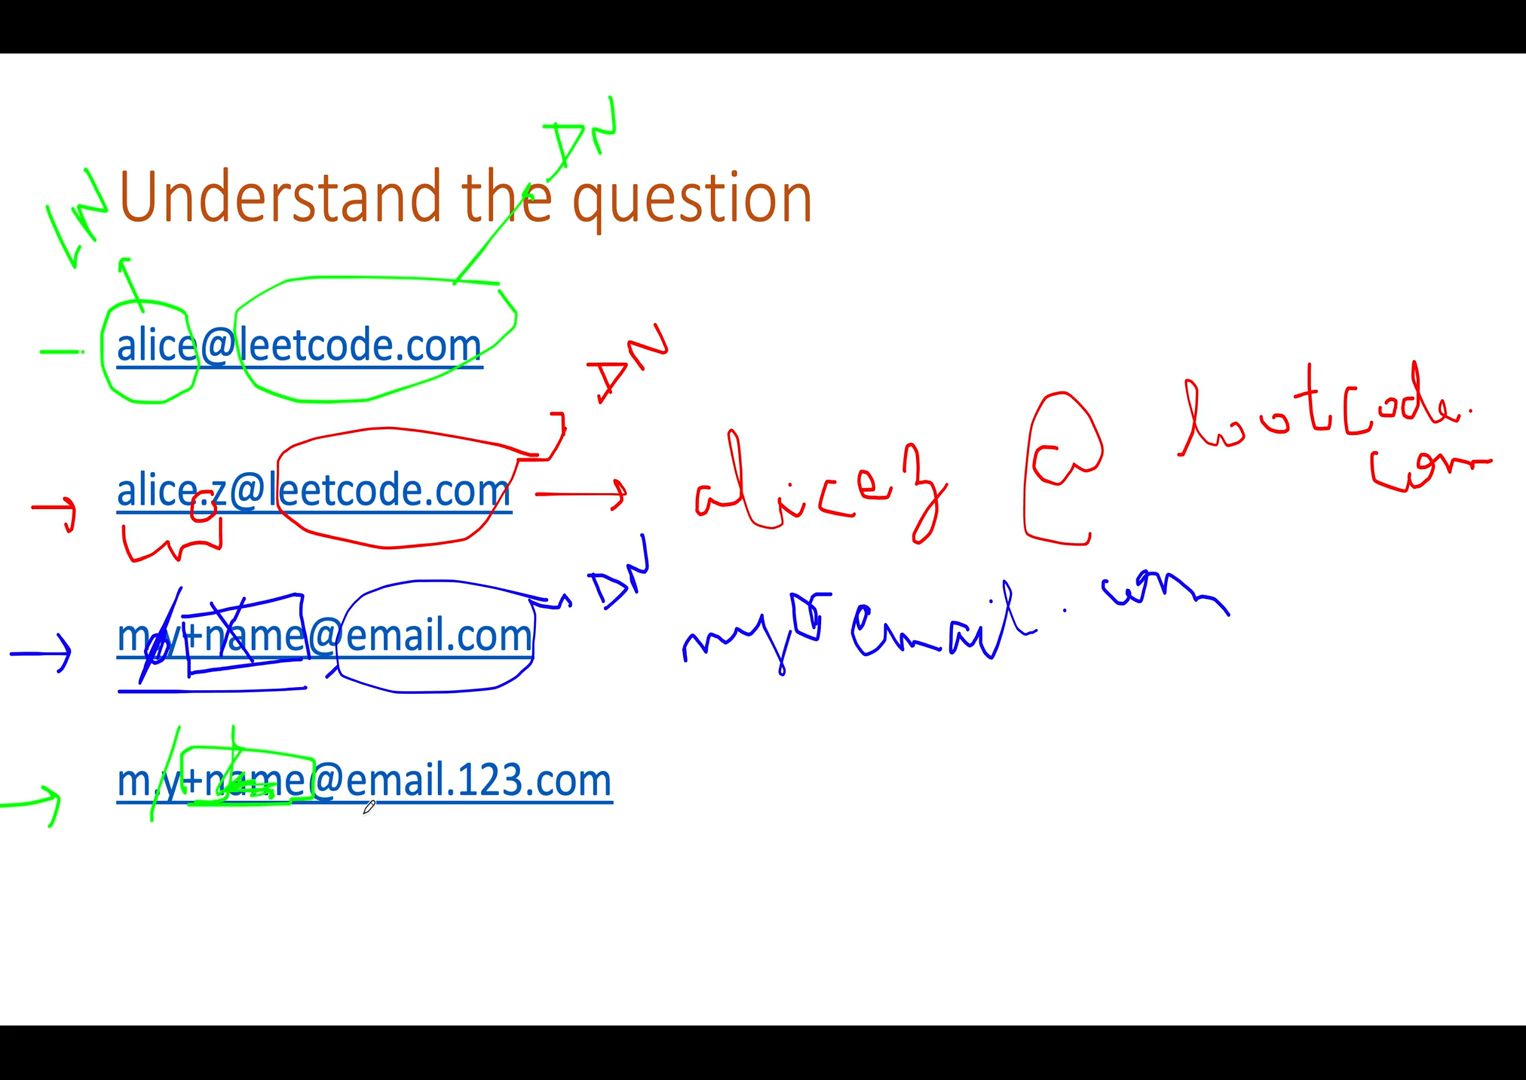 DN
LN
Understand the question
alice@leetcode.com
DN
alice.z@leetcode.com
alicez @ leetcode.
com
DN
m.y+name@email.com
my@email.com
m.y+name@email.123.com